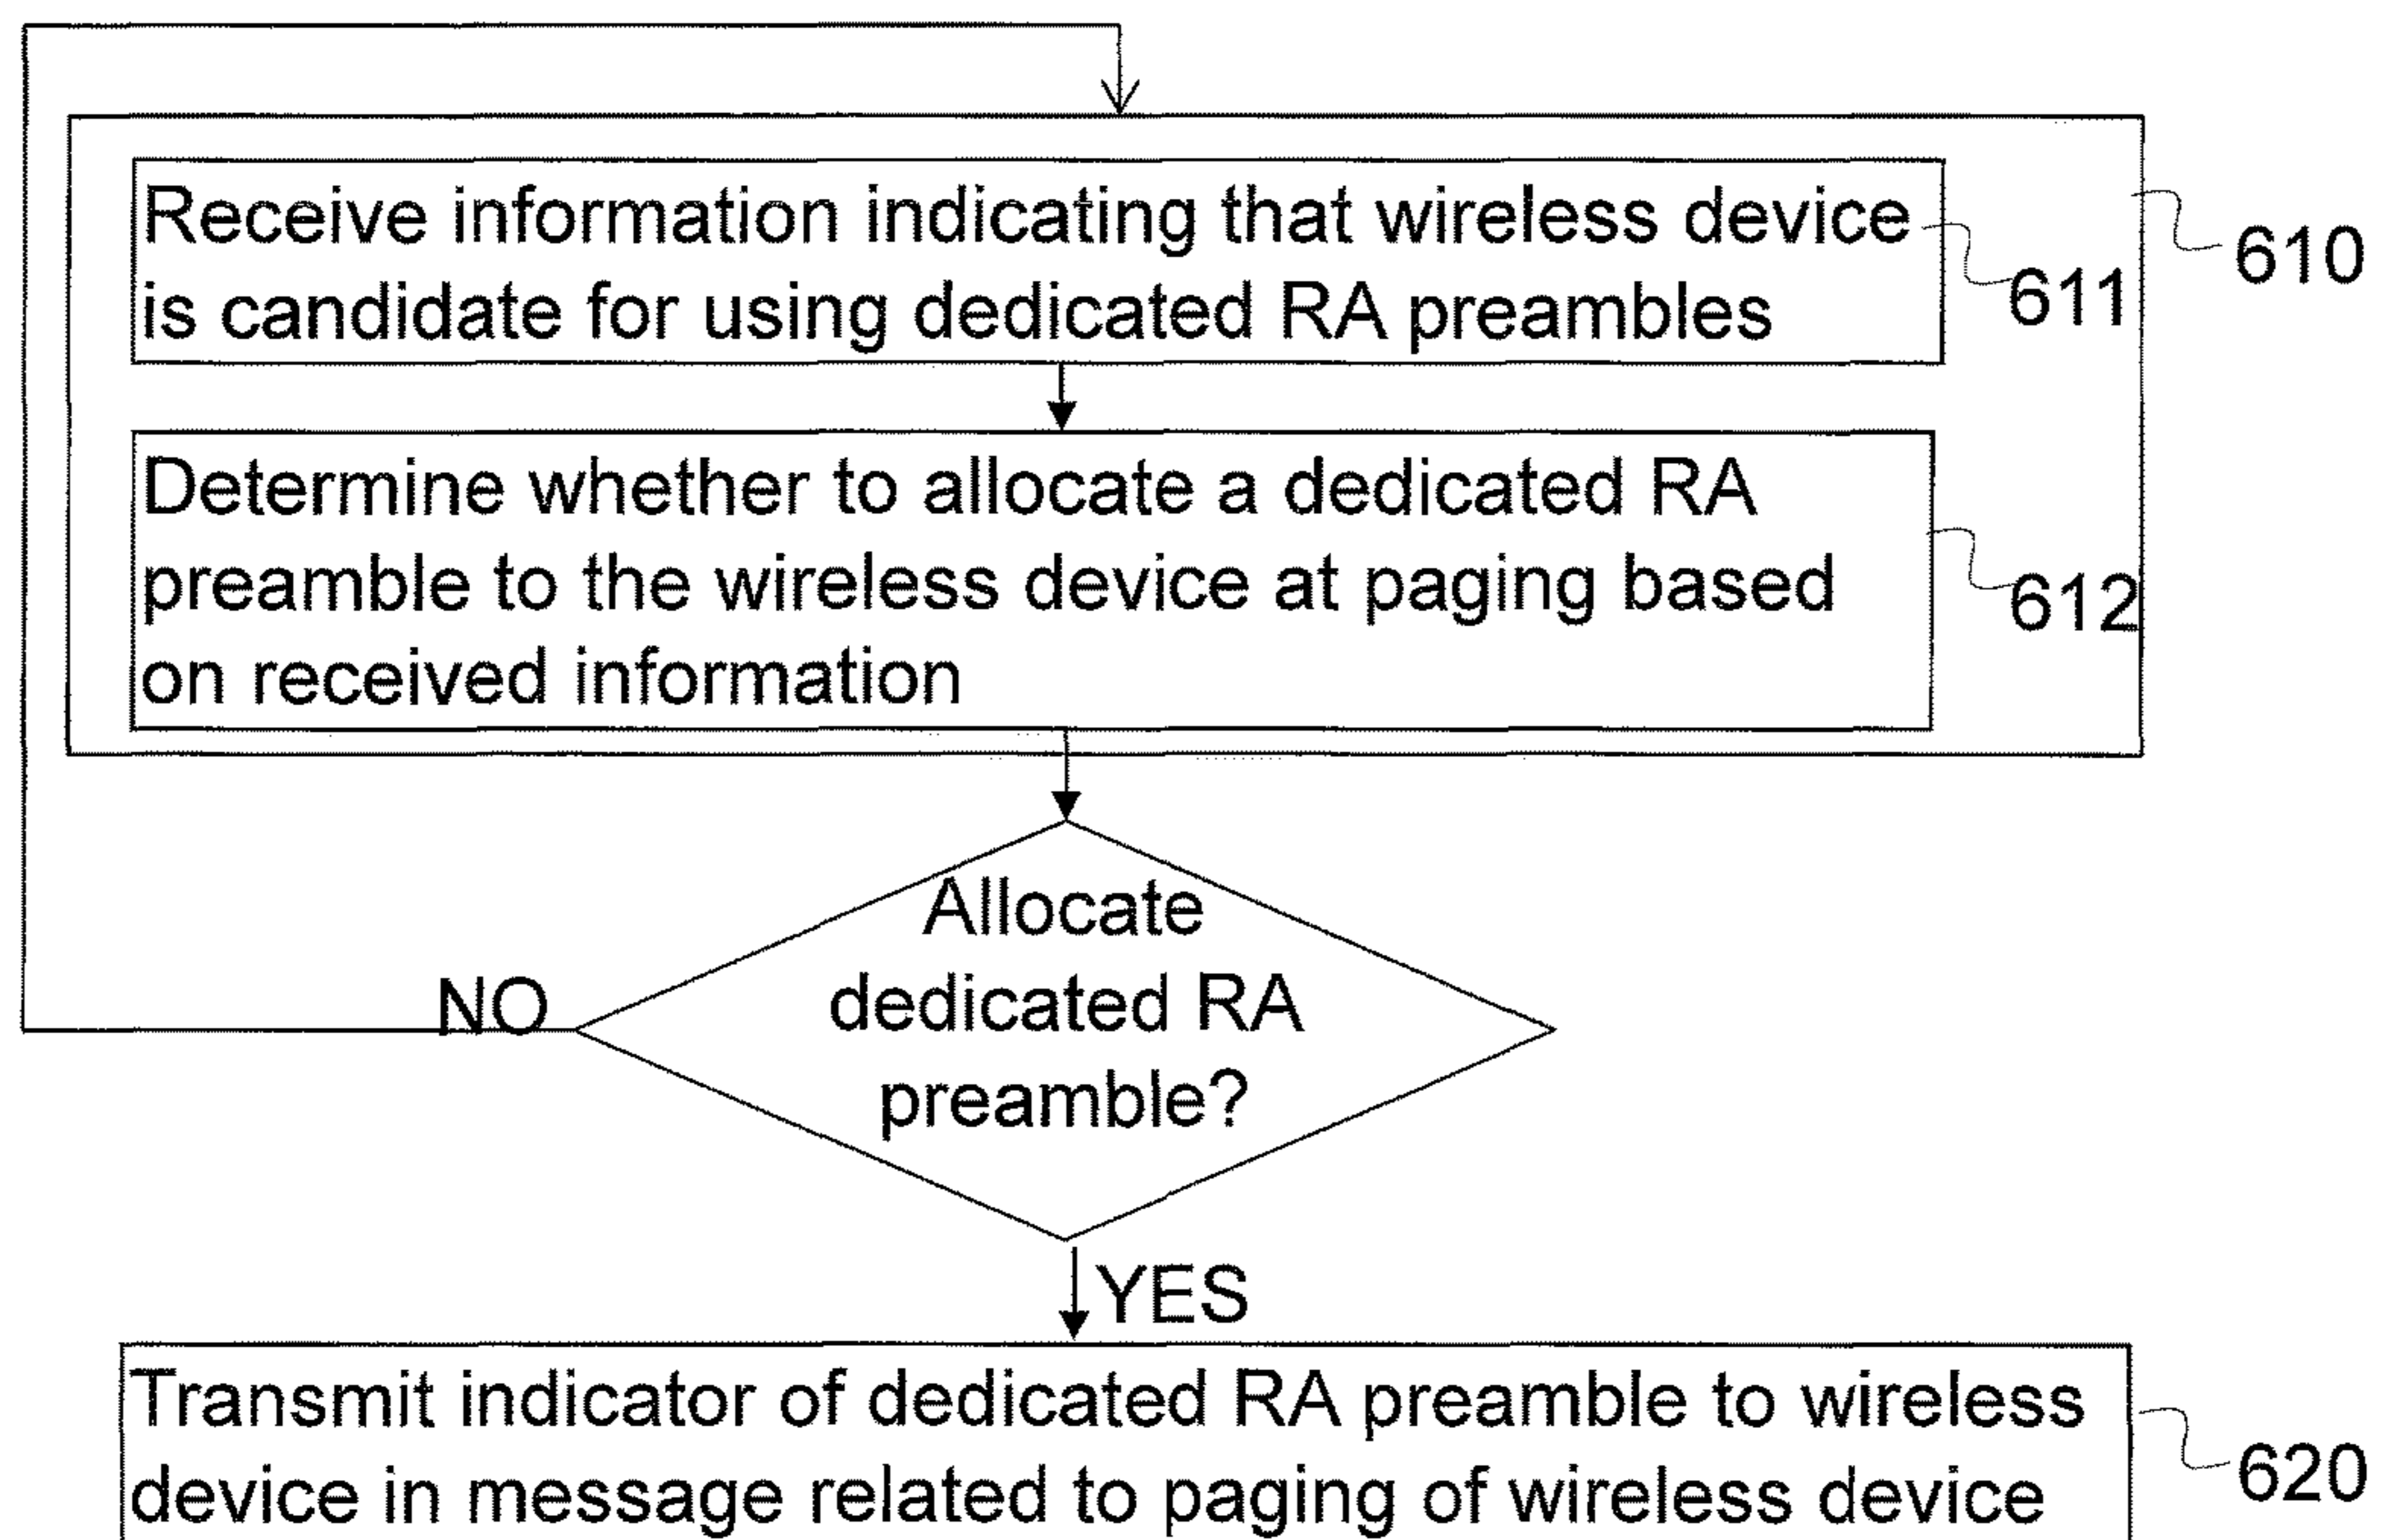 Receive information indicating that wireless device
is candidate for using dedicated RA preambles
610
611
Determine whether to allocate a dedicated RA
preamble to the wireless device at paging based
on received information
612
Allocate
dedicated RA
preamble?
NO
YES
Transmit indicator of dedicated RA preamble to wireless
device in message related to paging of wireless device
620